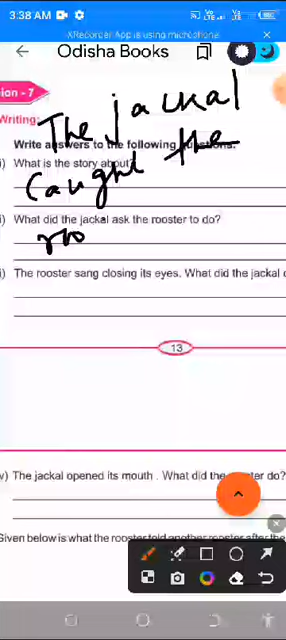 3:38 AM
XRecorder App is using microphone
Odisha Books
ion - 7
Writing:
The jackal
Write answers to the following questions.
i) What is the story about?
caught the
i) What did the jackal ask the rooster to do?
roo
i) The rooster sang closing its eyes. What did the jackal d
13
v) The jackal opened its mouth . What did the rooster do?
Given below is what the rooster told another rooster after the